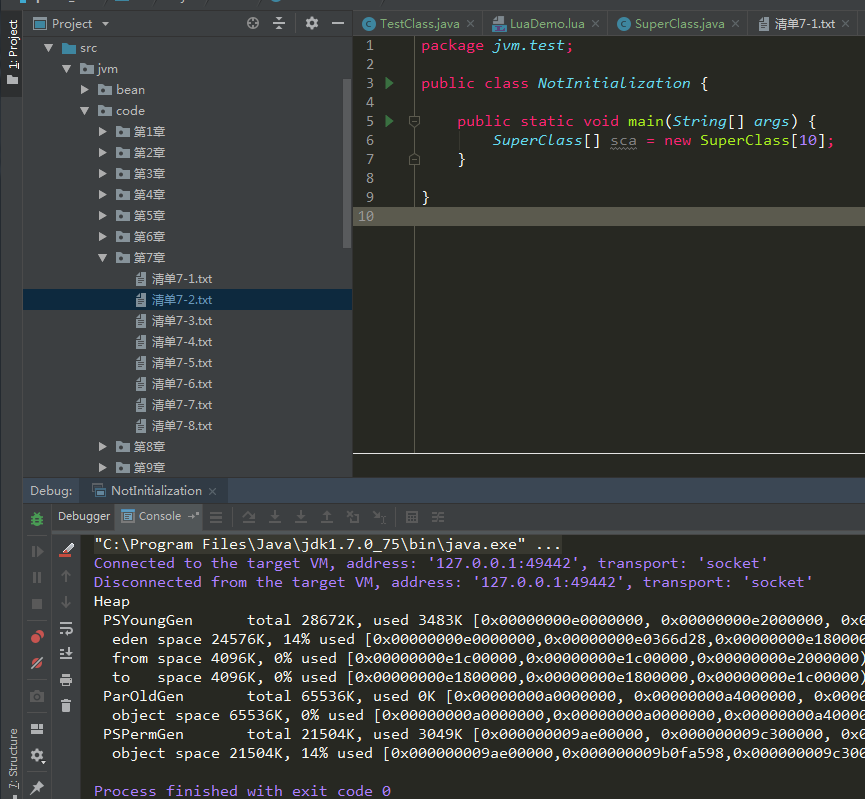 Project
TestClass.java
LuaDemo.lua
SuperClass.java
清单7-1.txt
1: Project
src
jvm
bean
code
第1章
第2章
第3章
第4章
第5章
第6章
第7章
清单7-1.txt
清单7-2.txt
清单7-3.txt
清单7-4.txt
清单7-5.txt
清单7-6.txt
清单7-7.txt
清单7-8.txt
第8章
第9章
1 package jvm.test;
2
3 public class NotInitialization {
4
5 public static void main(String[] args) {
6 SuperClass[] sca = new SuperClass[10];
7 }
8
9 }
10
Debug: NotInitialization
Debugger Console
7: Structure
"C:\Program Files\Java\jdk1.7.0_75\bin\java.exe" ...
Connected to the target VM, address: '127.0.0.1:49442', transport: 'socket'
Disconnected from the target VM, address: '127.0.0.1:49442', transport: 'socket'
Heap
PSYoungGen total 28672K, used 3483K [0x00000000e0000000, 0x00000000e2000000, 0x0
eden space 24576K, 14% used [0x00000000e0000000,0x00000000e0366d28,0x00000000e180000
from space 4096K, 0% used [0x00000000e1c00000,0x00000000e1c00000,0x00000000e2000000)
to space 4096K, 0% used [0x00000000e1800000,0x00000000e1800000,0x00000000e1c00000)
ParOldGen total 65536K, used 0K [0x00000000a0000000, 0x00000000a4000000, 0x0000
object space 65536K, 0% used [0x00000000a0000000,0x00000000a0000000,0x00000000a40000
PSPermGen total 21504K, used 3049K [0x000000009ae00000, 0x000000009c300000, 0x0
object space 21504K, 14% used [0x000000009ae00000,0x000000009b0fa598,0x000000009c300
Process finished with exit code 0